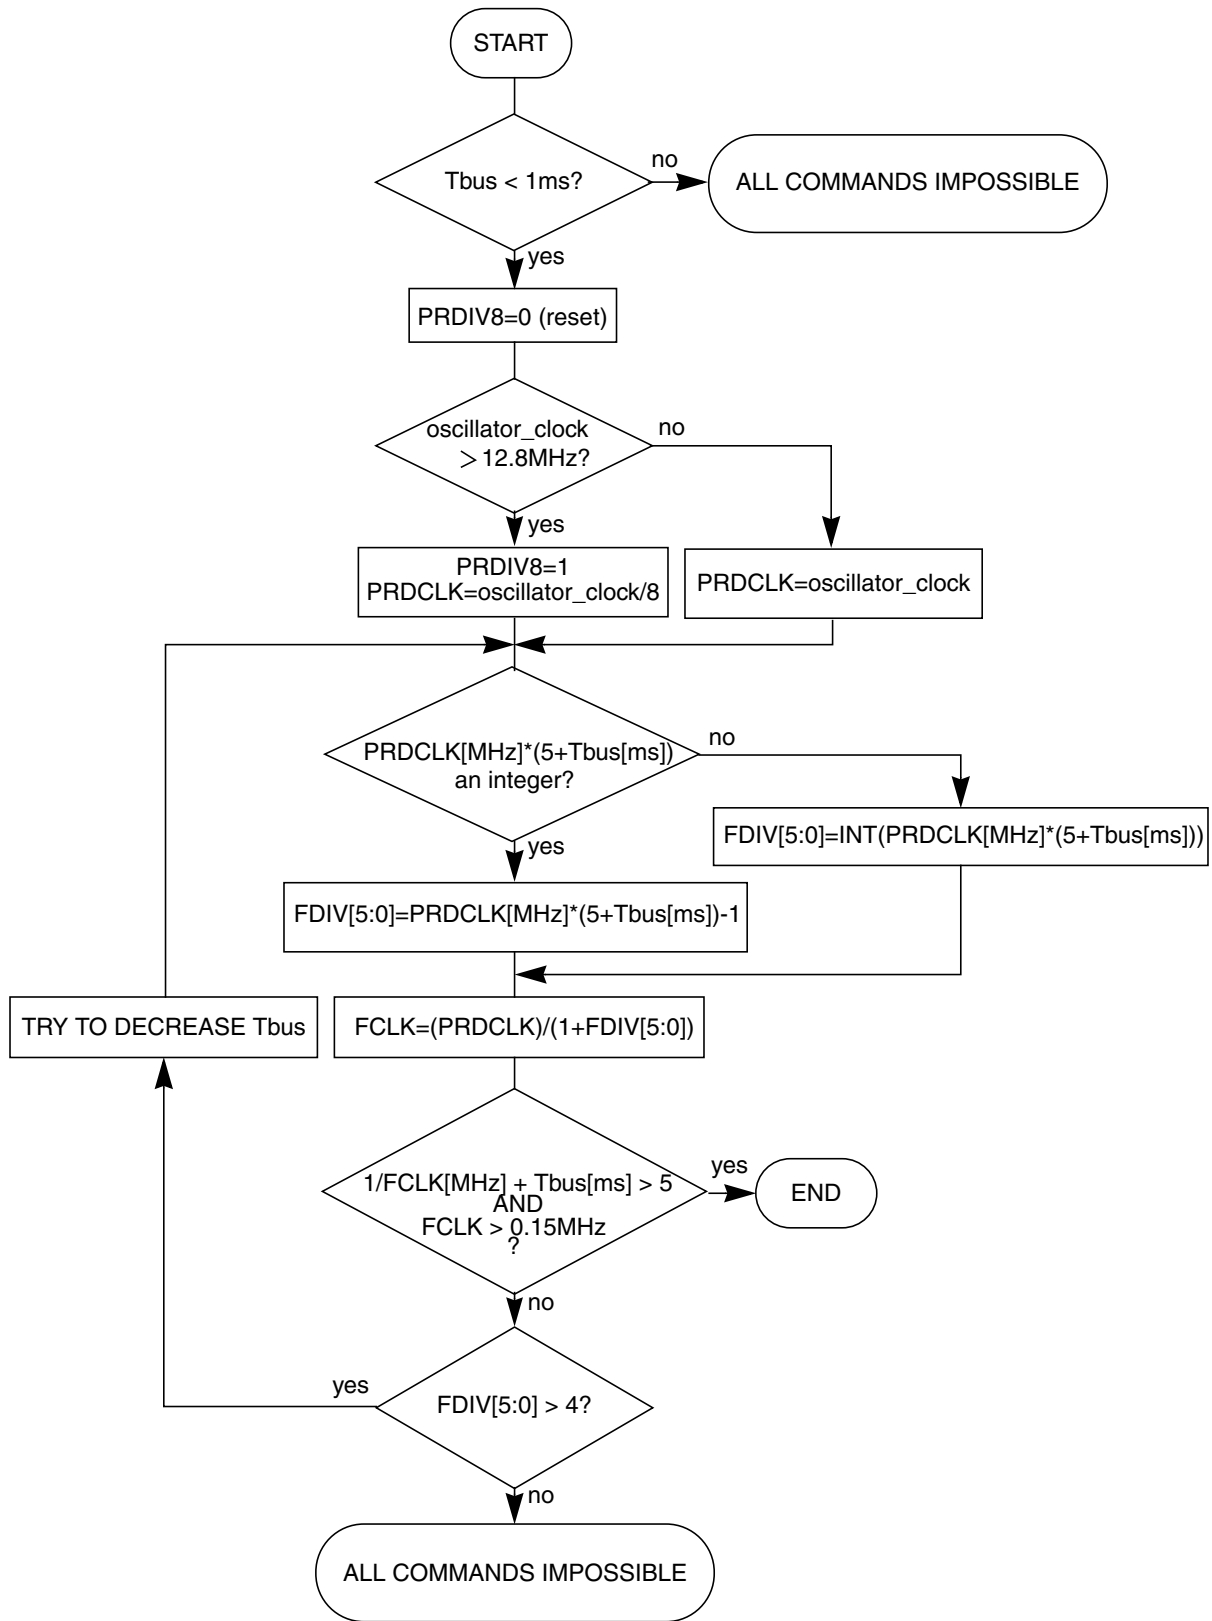 START
Tbus < 1ms?
no
ALL COMMANDS IMPOSSIBLE
yes
PRDIV8=0 (reset)
oscillator_clock
> 12.8MHz?
no
yes
PRDIV8=1
PRDCLK=oscillator_clock/8
PRDCLK=oscillator_clock
PRDCLK[MHz]*(5+Tbus[ms])
an integer?
no
yes
FDIV[5:0]=INT(PRDCLK[MHz]*(5+Tbus[ms]))
FDIV[5:0]=PRDCLK[MHz]*(5+Tbus[ms])-1
TRY TO DECREASE Tbus
FCLK=(PRDCLK)/(1+FDIV[5:0])
1/FCLK[MHz] + Tbus[ms] > 5
AND
FCLK > 0.15MHz
?
yes
END
no
yes
FDIV[5:0] > 4?
no
ALL COMMANDS IMPOSSIBLE